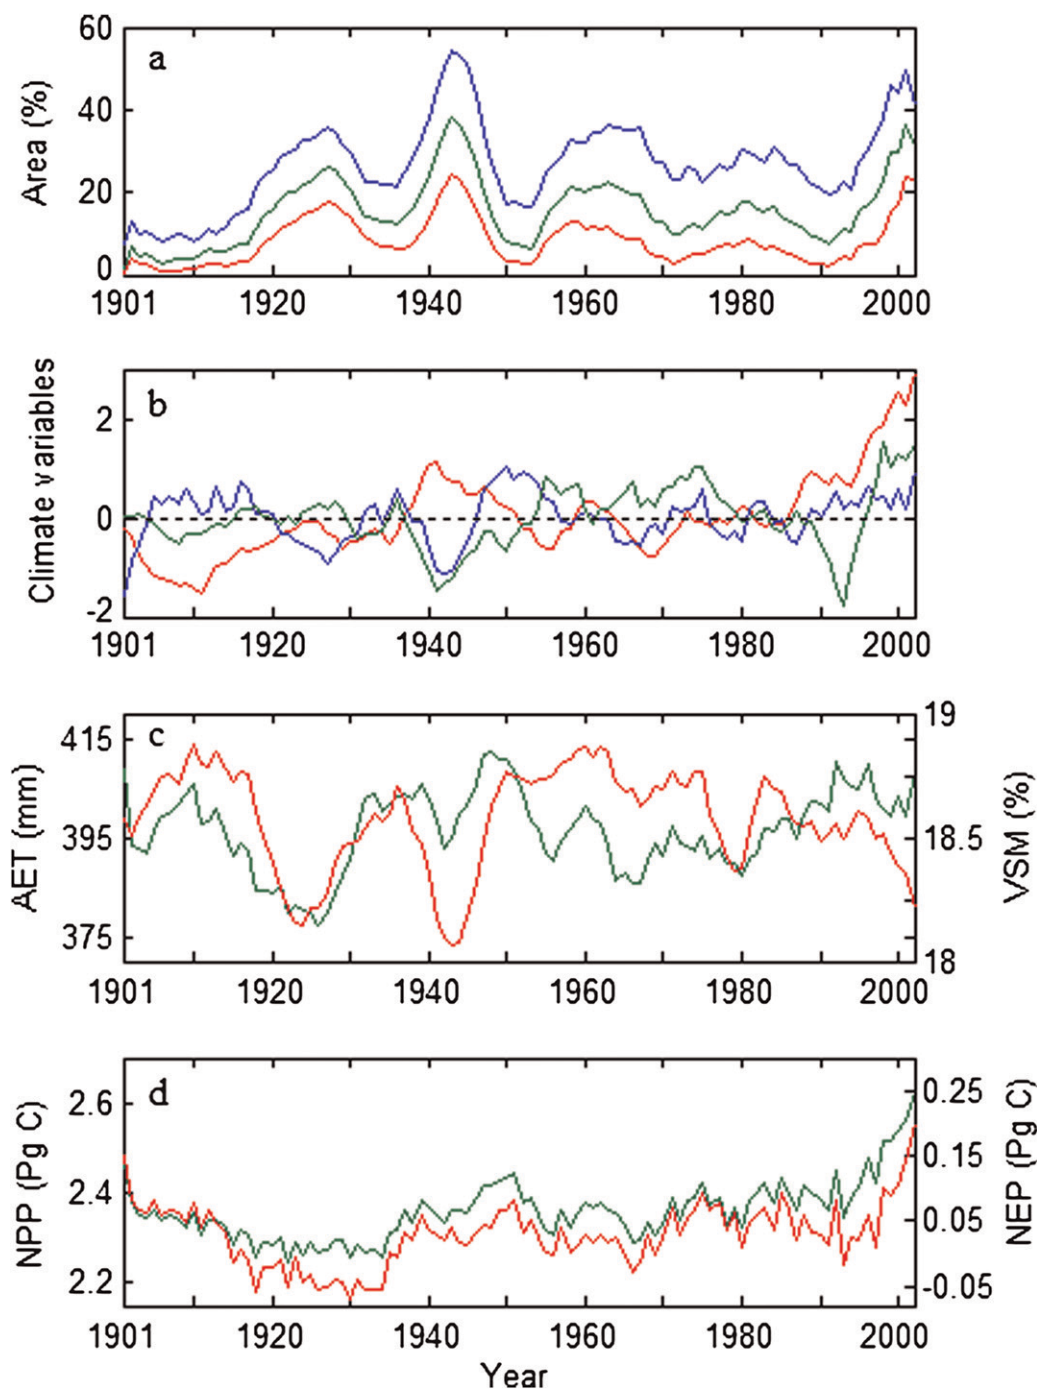 60
40
20
0
Area (%)
a
1901 1920 1940 1960 1980 2000
2
0
-2
Climate variables
b
1901 1920 1940 1960 1980 2000
415
395
375
AET (mm)
c
19
18.5
18
VSM (%)
1901 1920 1940 1960 1980 2000
2.6
2.4
2.2
NPP (Pg C)
d
0.25
0.15
0.05
-0.05
NEP (Pg C)
1901 1920 1940 1960 1980 2000
Year